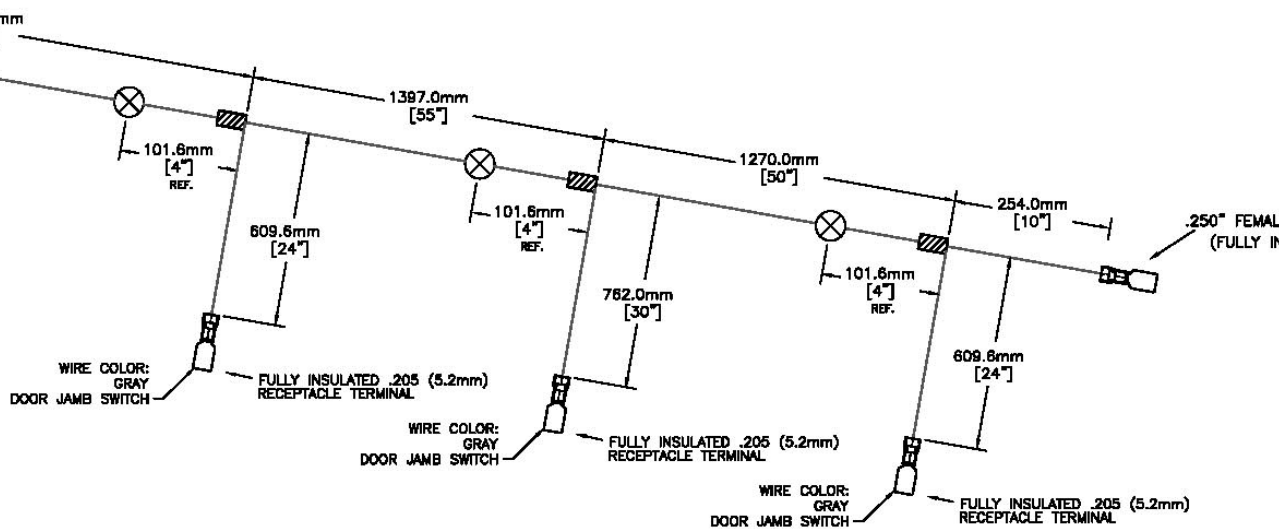 mm
1397.0mm
[55"]
1270.0mm
[50"]
254.0mm
[10"]
.250" FEMAL
(FULLY IN
101.6mm
[4"]
REF.
609.6mm
[24"]
101.6mm
[4"]
REF.
762.0mm
[30"]
101.6mm
[4"]
REF.
609.6mm
[24"]
WIRE COLOR:
GRAY
DOOR JAMB SWITCH
FULLY INSULATED .205 (5.2mm)
RECEPTACLE TERMINAL
WIRE COLOR:
GRAY
DOOR JAMB SWITCH
FULLY INSULATED .205 (5.2mm)
RECEPTACLE TERMINAL
WIRE COLOR:
GRAY
DOOR JAMB SWITCH
FULLY INSULATED .205 (5.2mm)
RECEPTACLE TERMINAL